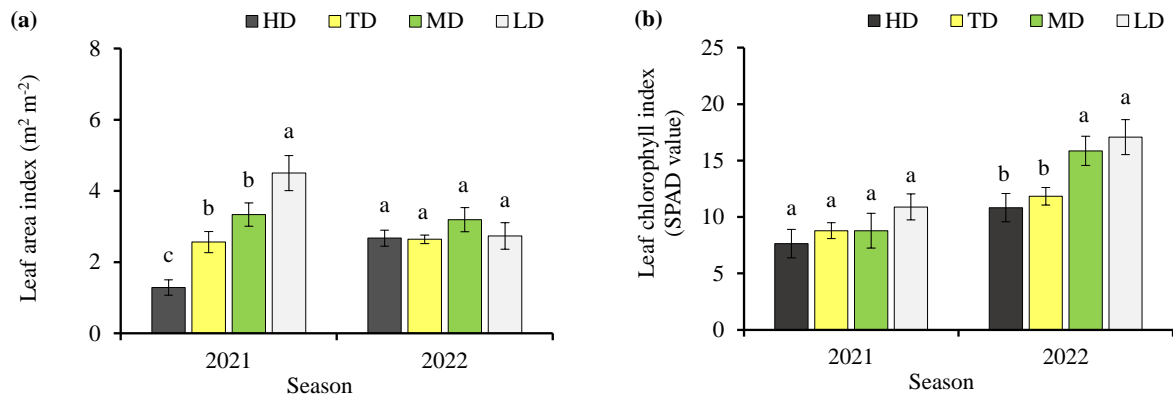 (a)
HD TD MD LD
Leaf area index (m² m⁻²)
8
6
4
2
0
c b b a
a a a a
2021 2022
Season
(b)
HD TD MD LD
Leaf chlorophyll index
(SPAD value)
25
20
15
10
5
0
a a a a
b b a a
2021 2022
Season